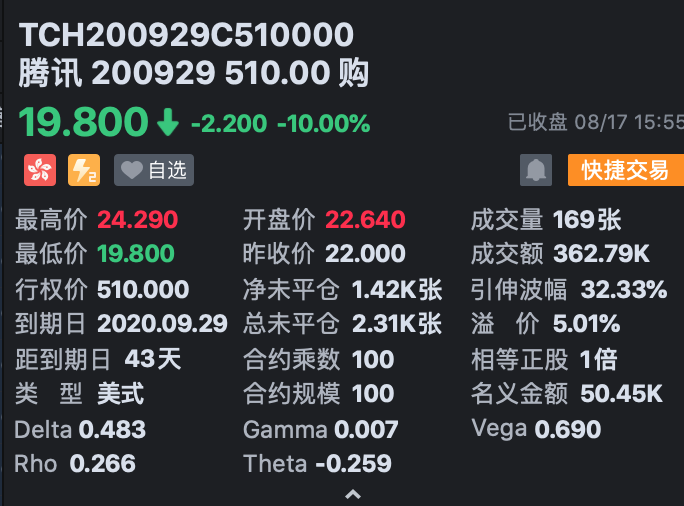 TCH200929C510000
腾讯 200929 510.00 购
19.800 -2.200 -10.00% 已收盘 08/17 15:55
2 自选 快捷交易
最高价 24.290 开盘价 22.640 成交量 169张
最低价 19.800 昨收价 22.000 成交额 362.79K
行权价 510.000 净未平仓 1.42K张 引伸波幅 32.33%
到期日 2020.09.29 总未平仓 2.31K张 溢 价 5.01%
距到期日 43天 合约乘数 100 相等正股 1倍
类 型 美式 合约规模 100 名义金额 50.45K
Delta 0.483 Gamma 0.007 Vega 0.690
Rho 0.266 Theta -0.259